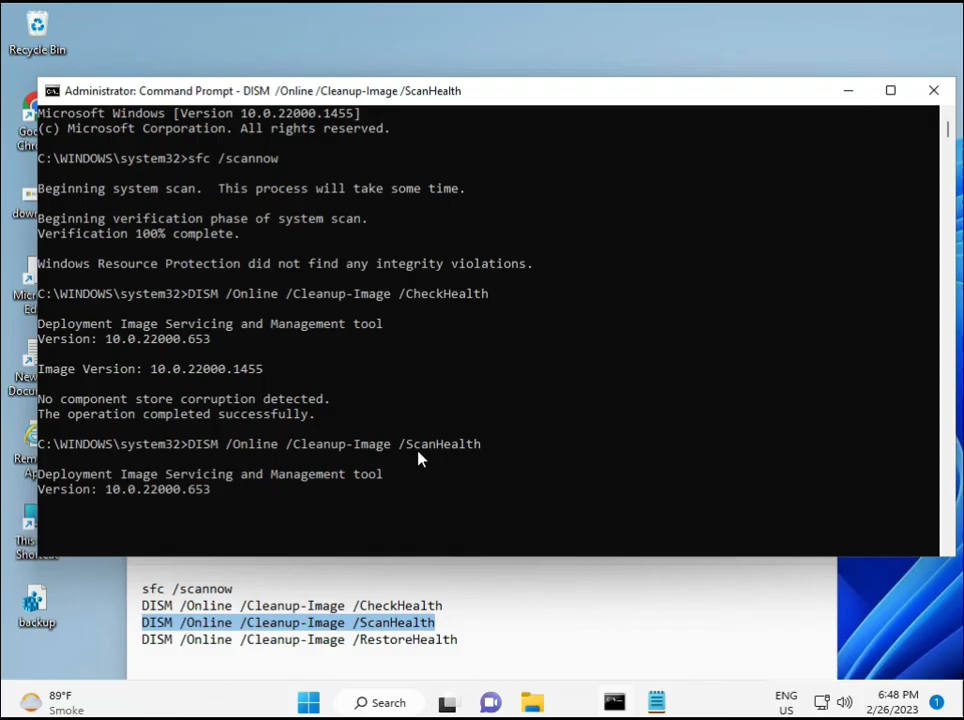 Recycle Bin
Administrator: Command Prompt - DISM /Online /Cleanup-Image /ScanHealth
Microsoft Windows [Version 10.0.22000.1455]
(c) Microsoft Corporation. All rights reserved.
C:\WINDOWS\system32>sfc /scannow
Beginning system scan.  This process will take some time.
Beginning verification phase of system scan.
Verification 100% complete.
Windows Resource Protection did not find any integrity violations.
C:\WINDOWS\system32>DISM /Online /Cleanup-Image /CheckHealth
Deployment Image Servicing and Management tool
Version: 10.0.22000.653
Image Version: 10.0.22000.1455
No component store corruption detected.
The operation completed successfully.
C:\WINDOWS\system32>DISM /Online /Cleanup-Image /ScanHealth
Deployment Image Servicing and Management tool
Version: 10.0.22000.653
backup
sfc /scannow
DISM /Online /Cleanup-Image /CheckHealth
DISM /Online /Cleanup-Image /ScanHealth
DISM /Online /Cleanup-Image /RestoreHealth
89°F
Smoke
Search
ENG
US
6:48 PM
2/26/2023
1